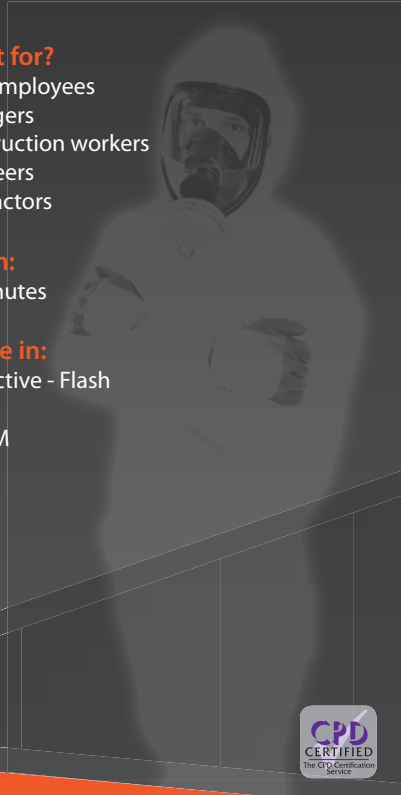 t for?
mployees
gers
ruction workers
eers
actors
n:
nutes
e in:
ctive - Flash
M
CPD
CERTIFIED
The CPD Certification
Service